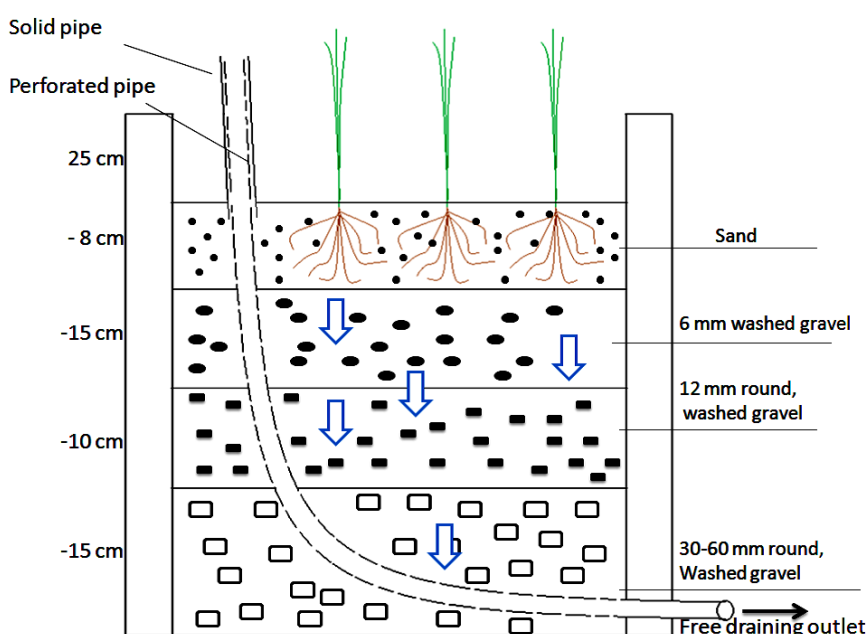 Solid pipe
Perforated pipe
25 cm
- 8 cm
Sand
-15 cm
6 mm washed gravel
12 mm round,
washed gravel
-10 cm
-15 cm
30-60 mm round,
Washed gravel
Free draining outlet